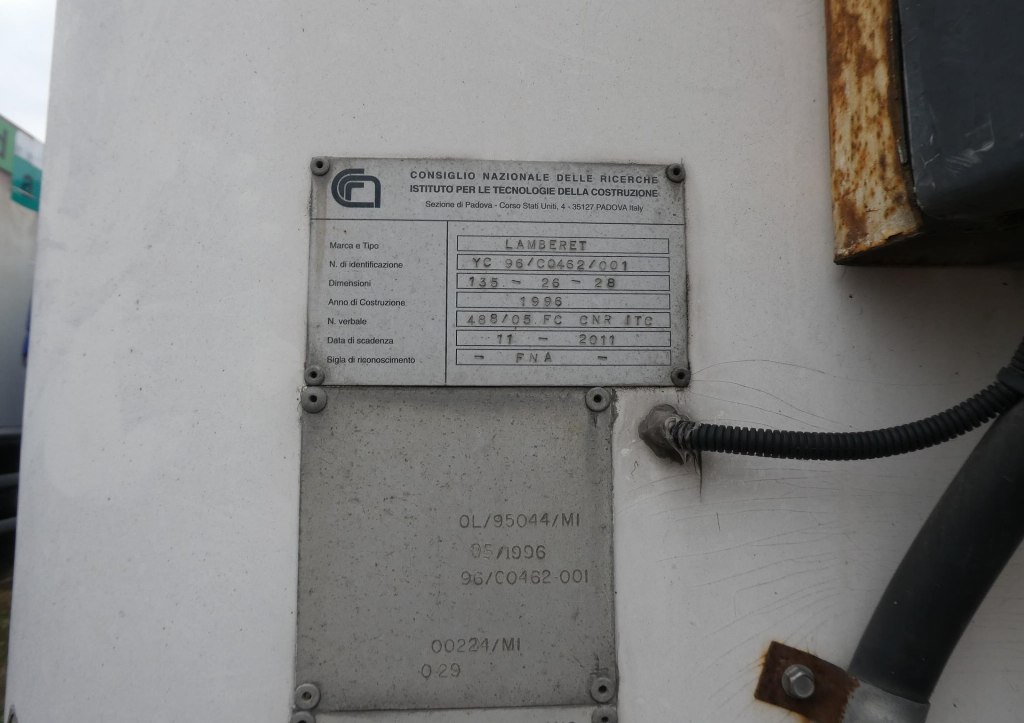 CONSIGLIO NAZIONALE DELLE RICERCHE
ISTITUTO PER LE TECNOLOGIE DELLA COSTRUZIONE
Sezione di Padova - Corso Stati Uniti, 4 - 35127 PADOVA Italy
Marca e Tipo LAMBERET
N. di identificazione YC 96/C0462/001
Dimensioni 135 - 26 - 28
Anno di Costruzione 1996
N. verbale 488/05 FC CNR ITC
Data di scadenza 11 - 2011
Sigla di riconoscimento - FNA -
OL/95044/MI
05/1996
96/C0462-001
00224/MI
029